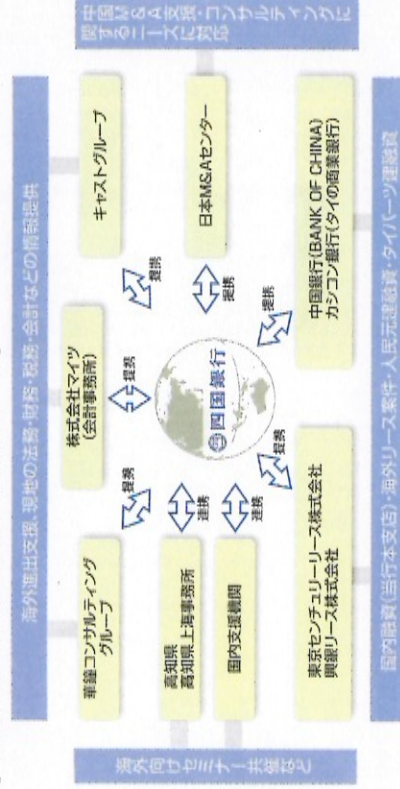 海外進出支援、現地の法務・財務・税務・会計などの情報提供
華鐘コンサルティング
グループ
株式会社マイツ
(会計事務所)
キャストグループ
提携
提携
提携
高知県
高知県上海事務所
連携
四国銀行
提携
日本M&Aセンター
国内支援機関
連携
提携
提携
東京センチュリーリース株式会社
興銀リース株式会社
中国銀行(BANK OF CHINA)
カシコン銀行(タイの商業銀行)
海外向けセミナー共催など
中国M&A支援・コンサルティングに
関するニーズに対応
国内融資(当行本支店)・海外リース案件・人民元建融資・タイバーツ建融資